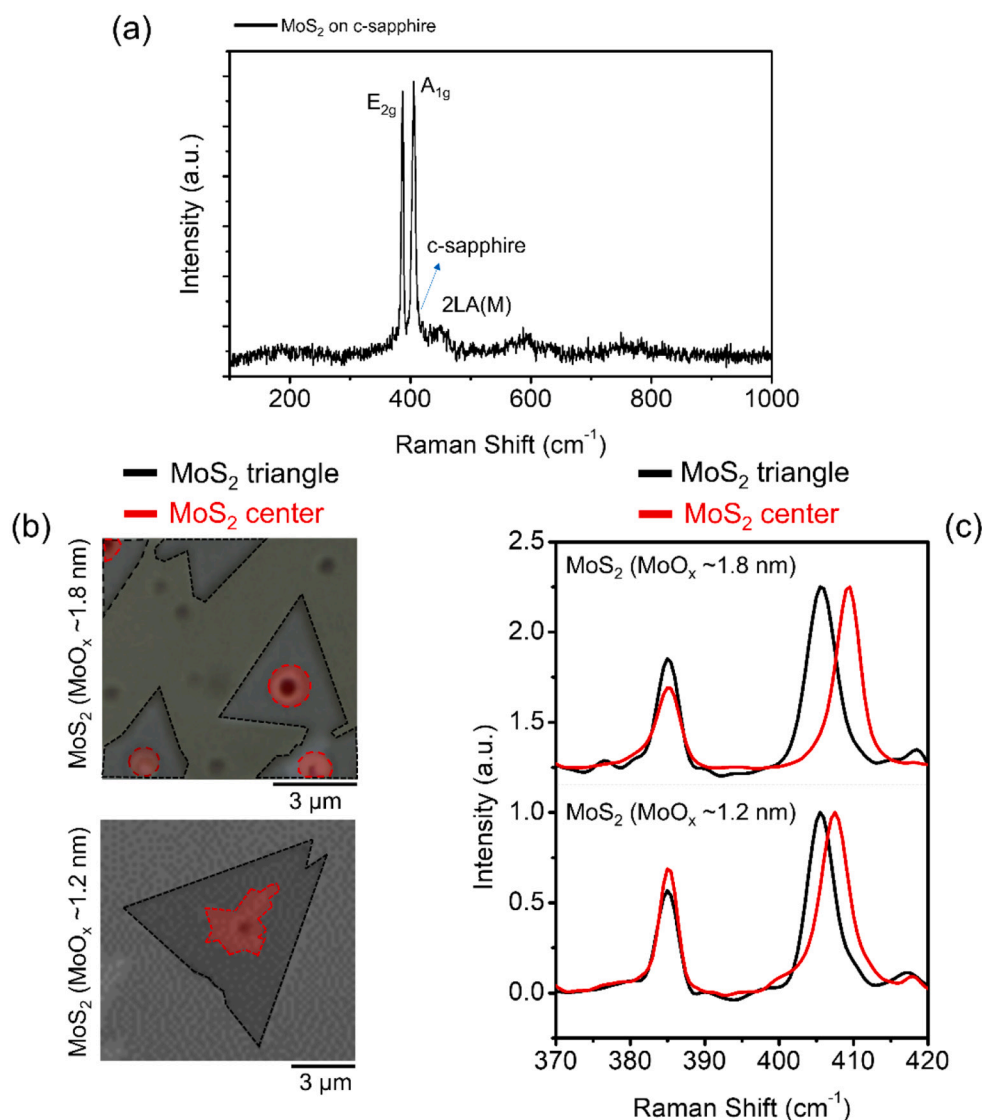 (a)
MoS₂ on c-sapphire
E₂g
A₁g
c-sapphire
2LA(M)
Intensity (a.u.)
200 400 600 800 1000
Raman Shift (cm⁻¹)
(b)
MoS₂ triangle
MoS₂ center
MoS₂ (MoOₓ ~1.8 nm)
3 µm
MoS₂ (MoOₓ ~1.2 nm)
3 µm
MoS₂ triangle
MoS₂ center
(c)
2.5
MoS₂ (MoOₓ ~1.8 nm)
2.0
1.5
1.0
MoS₂ (MoOₓ ~1.2 nm)
0.5
0.0
Intensity (a.u.)
370 380 390 400 410 420
Raman Shift (cm⁻¹)